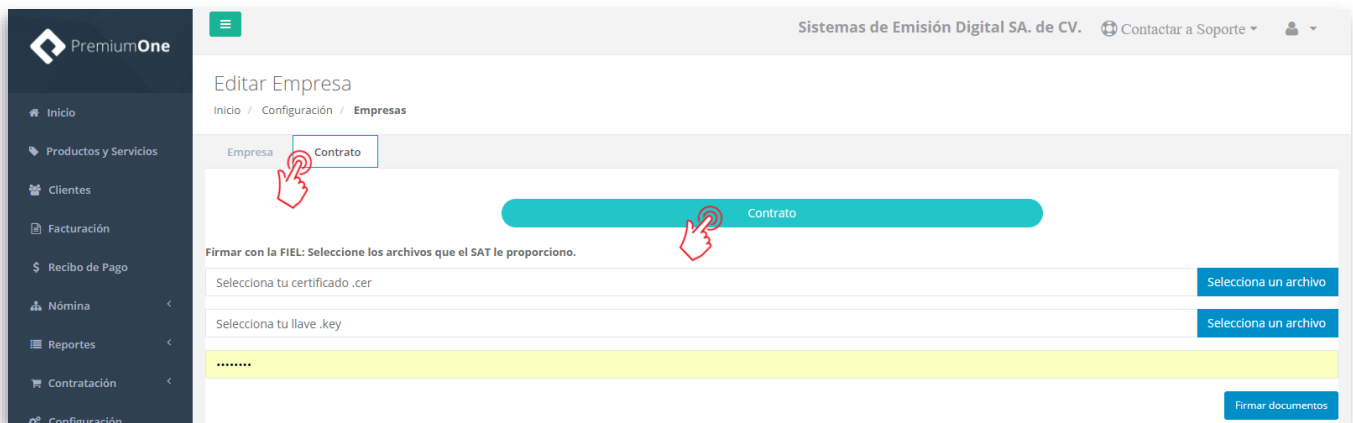 PremiumOne
Inicio
Productos y Servicios
Clientes
Facturación
$ Recibo de Pago
Nómina
Reportes
Contratación
Configuración
Sistemas de Emisión Digital SA. de CV.
Contactar a Soporte
Editar Empresa
Inicio / Configuración / Empresas
Empresa
Contrato
Contrato
Firmar con la FIEL: Seleccione los archivos que el SAT le proporciono.
Selecciona tu certificado .cer
Selecciona un archivo
Selecciona tu llave .key
Selecciona un archivo
••••••••
Firmar documentos